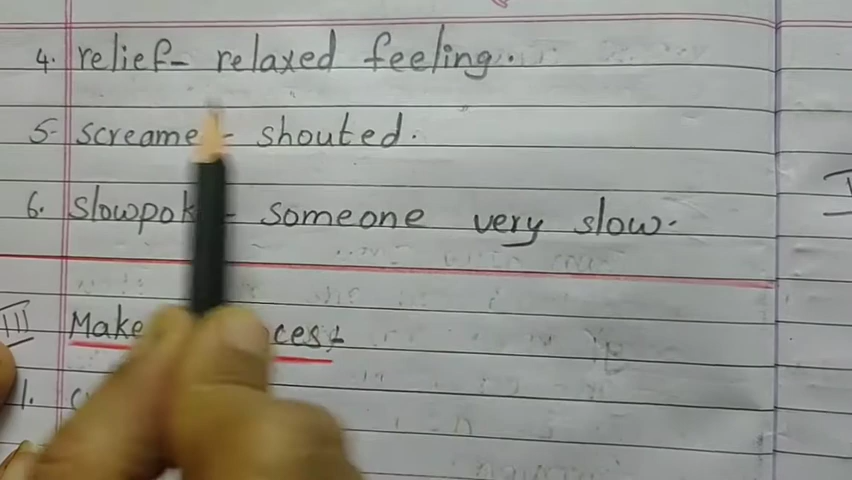 4. relief- relaxed feeling.
5- screame - shouted.
6. slowpok - someone very slow.
III Make ces:
1.